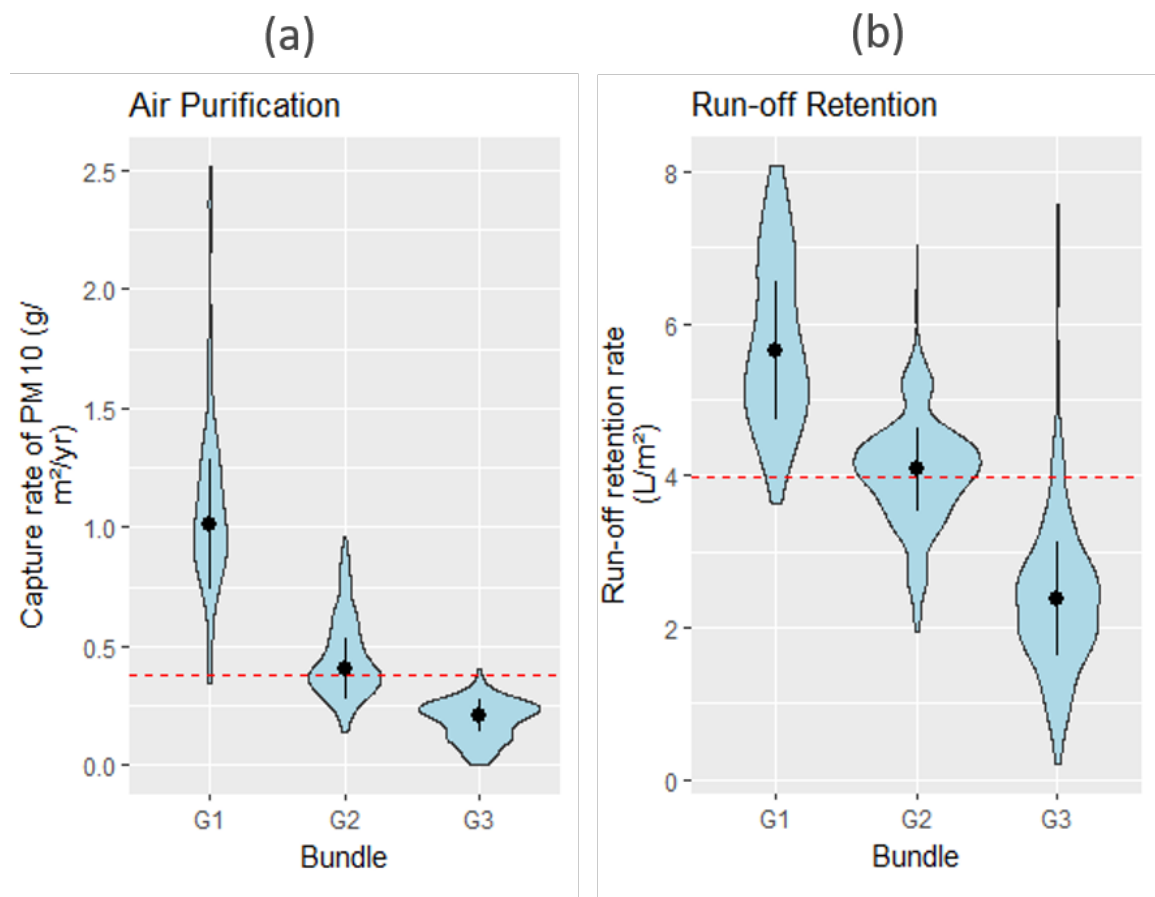 (a)
Air Purification
Capture rate of PM10 (g/
m²/yr)
2.5
2.0
1.5
1.0
0.5
0.0
G1 G2 G3
Bundle
(b)
Run-off Retention
Run-off retention rate
(L/m²)
8
6
4
2
0
G1 G2 G3
Bundle